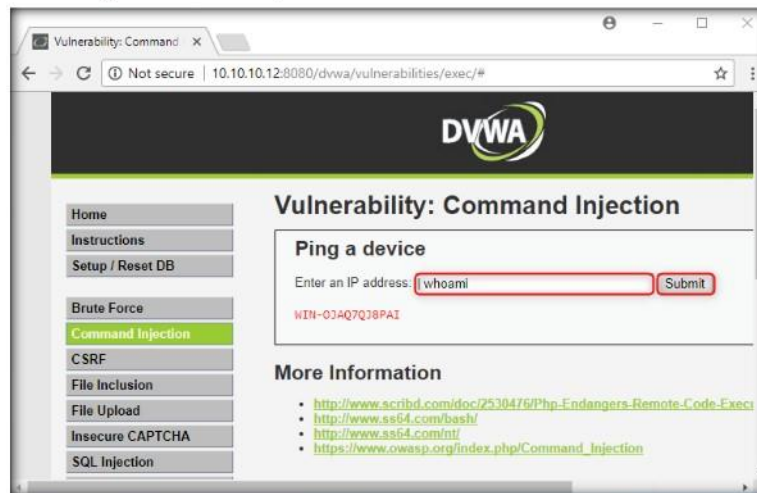 Vulnerability: Command
Not secure | 10.10.10.12:8080/dvwa/vulnerabilities/exec/#
DVWA
Home
Instructions
Setup / Reset DB
Brute Force
Command Injection
CSRF
File Inclusion
File Upload
Insecure CAPTCHA
SQL Injection
Vulnerability: Command Injection
Ping a device
Enter an IP address: | whoami Submit
WIN-OJAQ7QJ8PAI
More Information
http://www.scribd.com/doc/2530476/Php-Endangers-Remote-Code-Exec
http://www.ss64.com/bash/
http://www.ss64.com/nt/
https://www.owasp.org/index.php/Command_Injection